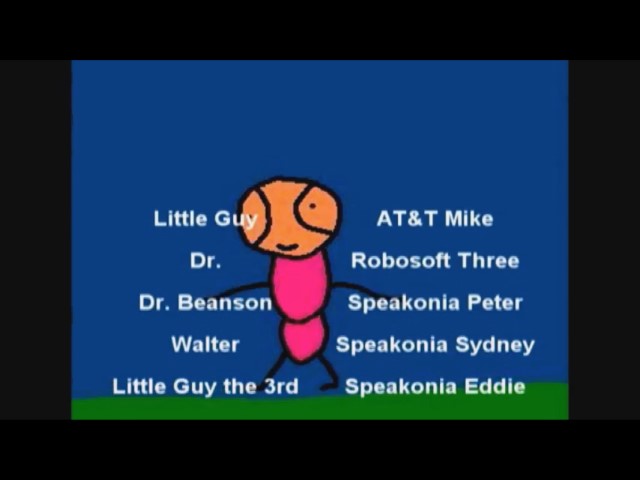 Little Guy AT&T Mike
Dr. Robosoft Three
Dr. Beanson Speakonia Peter
Walter Speakonia Sydney
Little Guy the 3rd Speakonia Eddie